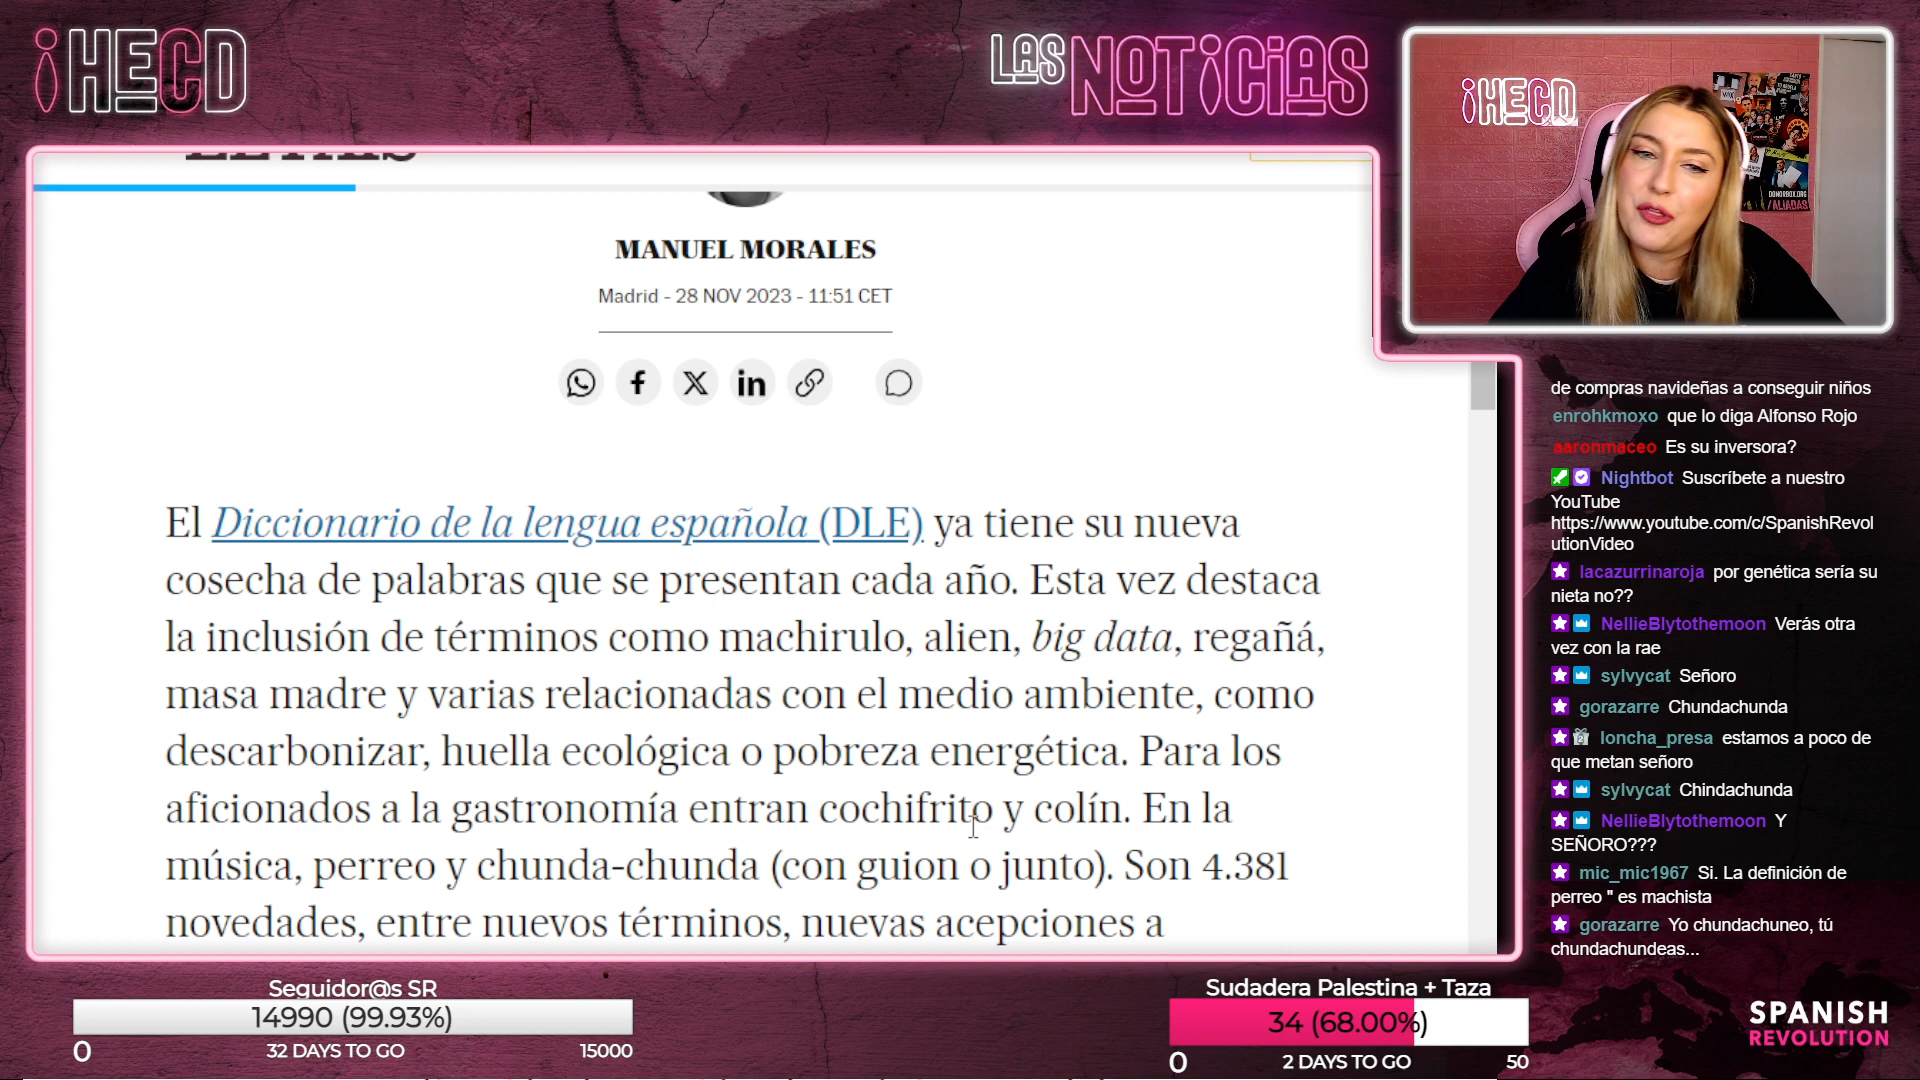 ¡HECD
LAS NOTICIAS
¡HECD
MANUEL MORALES
Madrid - 28 NOV 2023 - 11:51 CET
El Diccionario de la lengua española (DLE) ya tiene su nueva
cosecha de palabras que se presentan cada año. Esta vez destaca
la inclusión de términos como machirulo, alien, big data, regañá,
masa madre y varias relacionadas con el medio ambiente, como
descarbonizar, huella ecológica o pobreza energética. Para los
aficionados a la gastronomía entran cochifrito y colín. En la
música, perreo y chunda-chunda (con guion o junto). Son 4.381
novedades, entre nuevos términos, nuevas acepciones a
DONORBOX.ORG
/ALIADAS
de compras navideñas a conseguir niños
enrohkmoxo que lo diga Alfonso Rojo
aaronmaceo Es su inversora?
Nightbot Suscríbete a nuestro
YouTube
https://www.youtube.com/c/SpanishRevol
utionVideo
lacazurrinaroja por genética sería su
nieta no??
NellieBlytothemoon Verás otra
vez con la rae
sylvycat Señoro
gorazarre Chundachunda
loncha_presa estamos a poco de
que metan señoro
sylvycat Chindachunda
NellieBlytothemoon Y
SEÑORO???
mic_mic1967 Si. La definición de
perreo " es machista
gorazarre Yo chundachuneo, tú
chundachundeas...
Seguidor@s SR
14990 (99.93%)
0 32 DAYS TO GO 15000
Sudadera Palestina + Taza
34 (68.00%)
0 2 DAYS TO GO 50
SPANISH
REVOLUTION